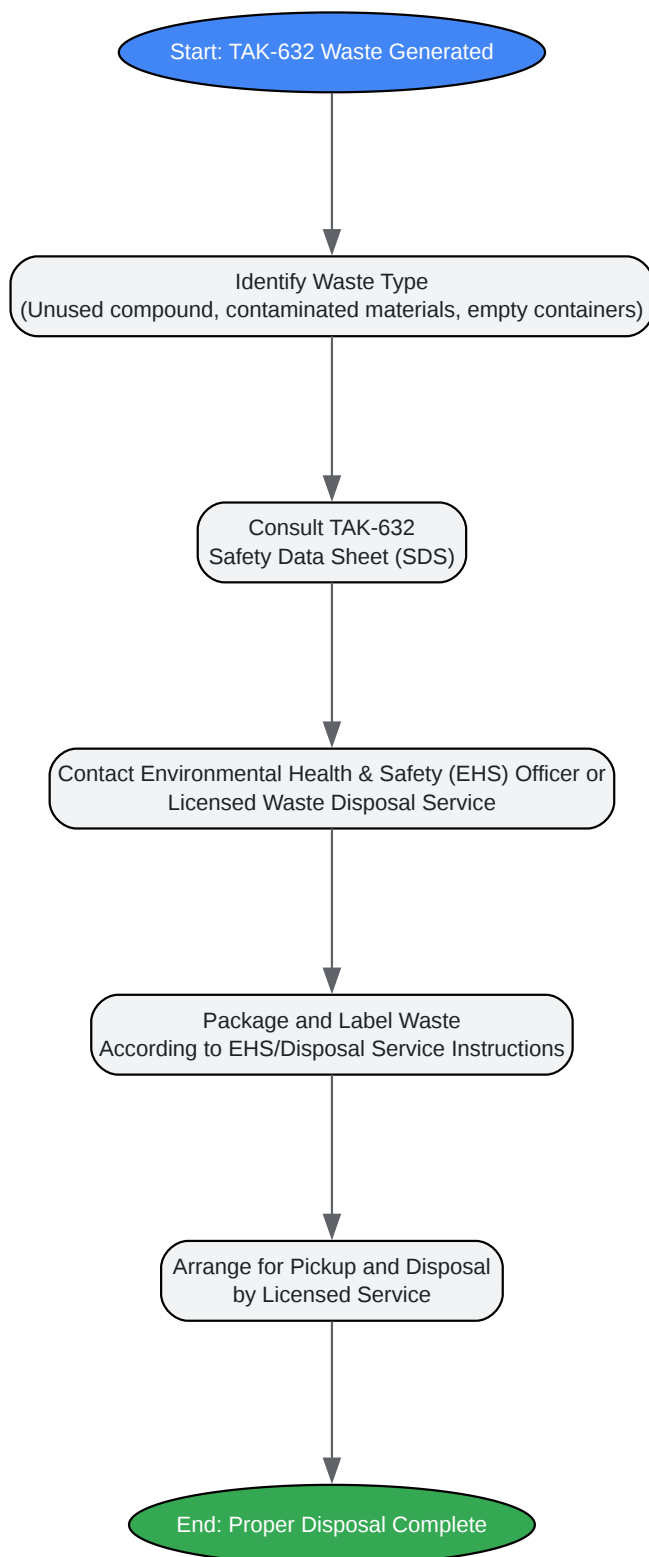 Start: TAK-632 Waste Generated
Identify Waste Type
(Unused compound, contaminated materials, empty containers)
Consult TAK-632
Safety Data Sheet (SDS)
Contact Environmental Health & Safety (EHS) Officer or
Licensed Waste Disposal Service
Package and Label Waste
According to EHS/Disposal Service Instructions
Arrange for Pickup and Disposal
by Licensed Service
End: Proper Disposal Complete